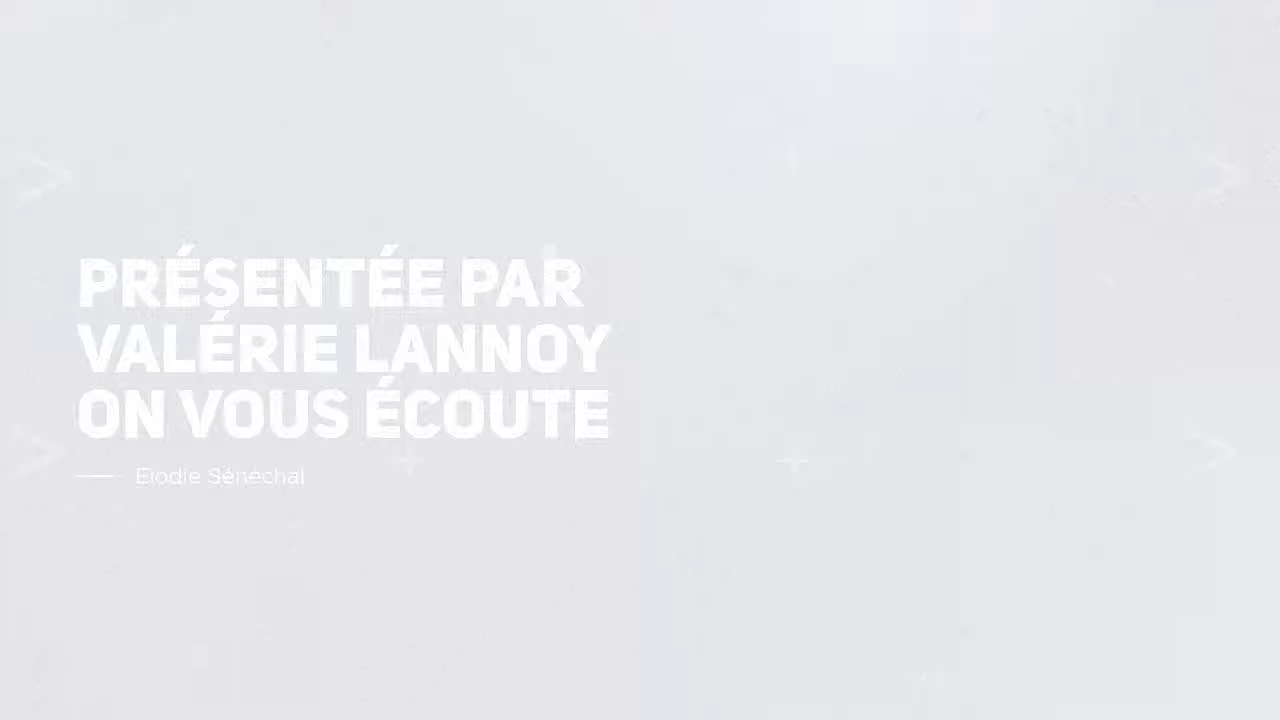 PRÉSENTÉE PAR
VALÉRIE LANNOY
ON VOUS ÉCOUTE
Elodie Sénéchal